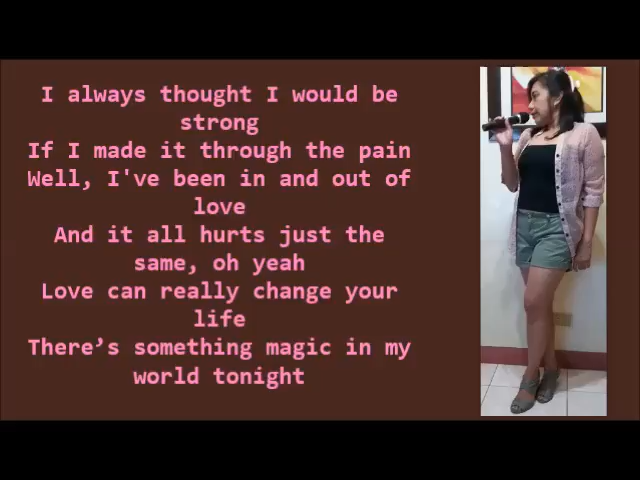 I always thought I would be
strong
If I made it through the pain
Well, I've been in and out of
love
And it all hurts just the
same, oh yeah
Love can really change your
life
There’s something magic in my
world tonight